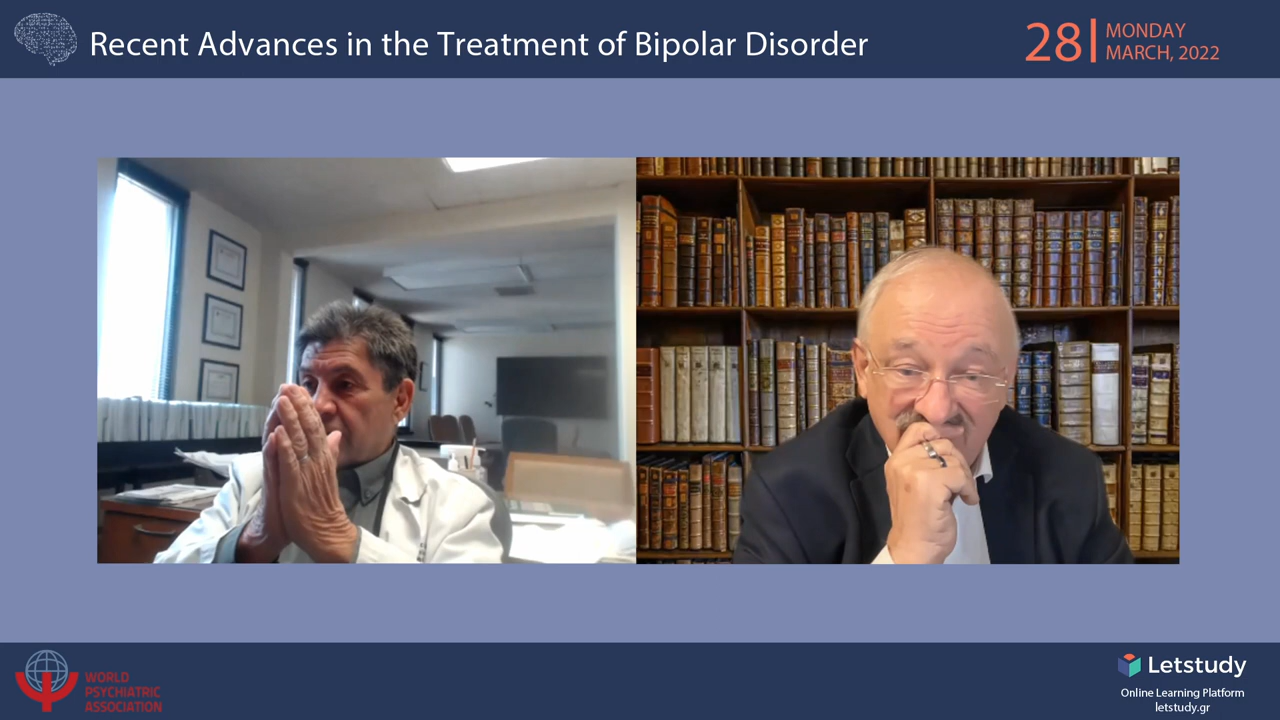 Recent Advances in the Treatment of Bipolar Disorder
28
MONDAY
MARCH, 2022
WORLD
PSYCHIATRIC
ASSOCIATION
Letstudy
Online Learning Platform
letstudy.gr